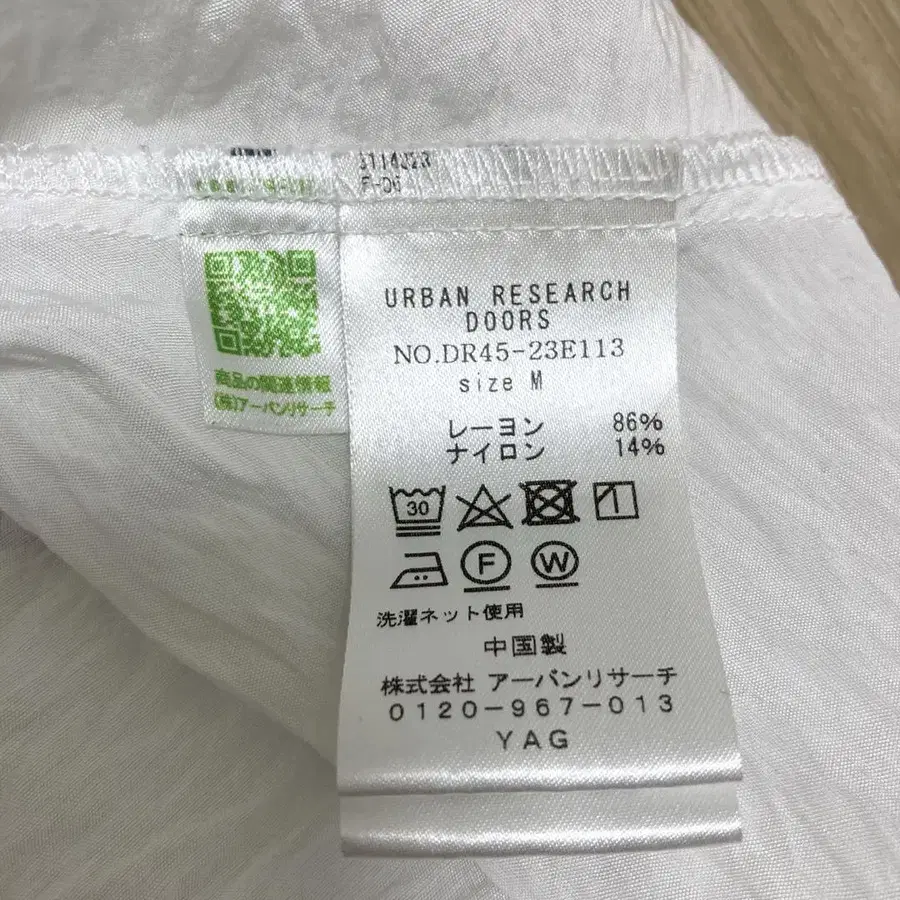 F-06
商品の関連情報
(株)アーバンリサーチ
URBAN RESEARCH
DOORS
NO.DR45-23E113
size M
レーヨン 86%
ナイロン 14%
30
F W
洗濯ネット使用
中国製
株式会社 アーバンリサーチ
0120-967-013
YAG